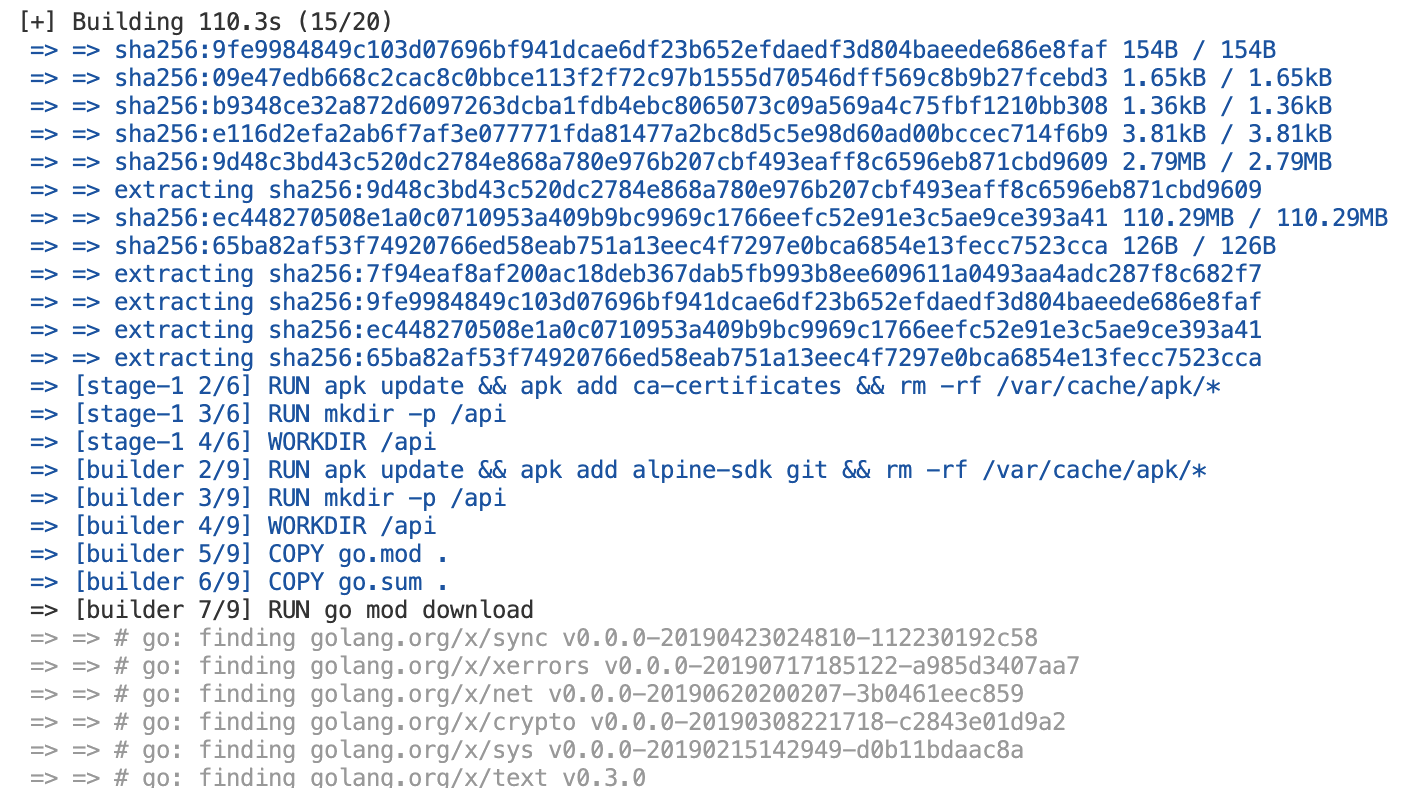 [+] Building 110.3s (15/20)
=> => sha256:9fe9984849c103d07696bf941dcae6df23b652efdaedf3d804baeede686e8faf 154B / 154B
=> => sha256:09e47edb668c2cac8c0bbce113f2f72c97b1555d70546dff569c8b9b27fcebd3 1.65kB / 1.65kB
=> => sha256:b9348ce32a872d6097263dcba1fdb4ebc8065073c09a569a4c75fbf1210bb308 1.36kB / 1.36kB
=> => sha256:e116d2efa2ab6f7af3e077771fda81477a2bc8d5c5e98d60ad00bccec714f6b9 3.81kB / 3.81kB
=> => sha256:9d48c3bd43c520dc2784e868a780e976b207cbf493eaff8c6596eb871cbd9609 2.79MB / 2.79MB
=> => extracting sha256:9d48c3bd43c520dc2784e868a780e976b207cbf493eaff8c6596eb871cbd9609
=> => sha256:ec448270508e1a0c0710953a409b9bc9969c1766eefc52e91e3c5ae9ce393a41 110.29MB / 110.29MB
=> => sha256:65ba82af53f74920766ed58eab751a13eec4f7297e0bca6854e13fecc7523cca 126B / 126B
=> => extracting sha256:7f94eaf8af200ac18deb367dab5fb993b8ee609611a0493aa4adc287f8c682f7
=> => extracting sha256:9fe9984849c103d07696bf941dcae6df23b652efdaedf3d804baeede686e8faf
=> => extracting sha256:ec448270508e1a0c0710953a409b9bc9969c1766eefc52e91e3c5ae9ce393a41
=> => extracting sha256:65ba82af53f74920766ed58eab751a13eec4f7297e0bca6854e13fecc7523cca
=> [stage-1 2/6] RUN apk update && apk add ca-certificates && rm -rf /var/cache/apk/*
=> [stage-1 3/6] RUN mkdir -p /api
=> [stage-1 4/6] WORKDIR /api
=> [builder 2/9] RUN apk update && apk add alpine-sdk git && rm -rf /var/cache/apk/*
=> [builder 3/9] RUN mkdir -p /api
=> [builder 4/9] WORKDIR /api
=> [builder 5/9] COPY go.mod .
=> [builder 6/9] COPY go.sum .
=> [builder 7/9] RUN go mod download
=> => # go: finding golang.org/x/sync v0.0.0-20190423024810-112230192c58
=> => # go: finding golang.org/x/xerrors v0.0.0-20190717185122-a985d3407aa7
=> => # go: finding golang.org/x/net v0.0.0-20190620200207-3b0461eec859
=> => # go: finding golang.org/x/crypto v0.0.0-20190308221718-c2843e01d9a2
=> => # go: finding golang.org/x/sys v0.0.0-20190215142949-d0b11bdaac8a
=> => # go: finding golang.org/x/text v0.3.0